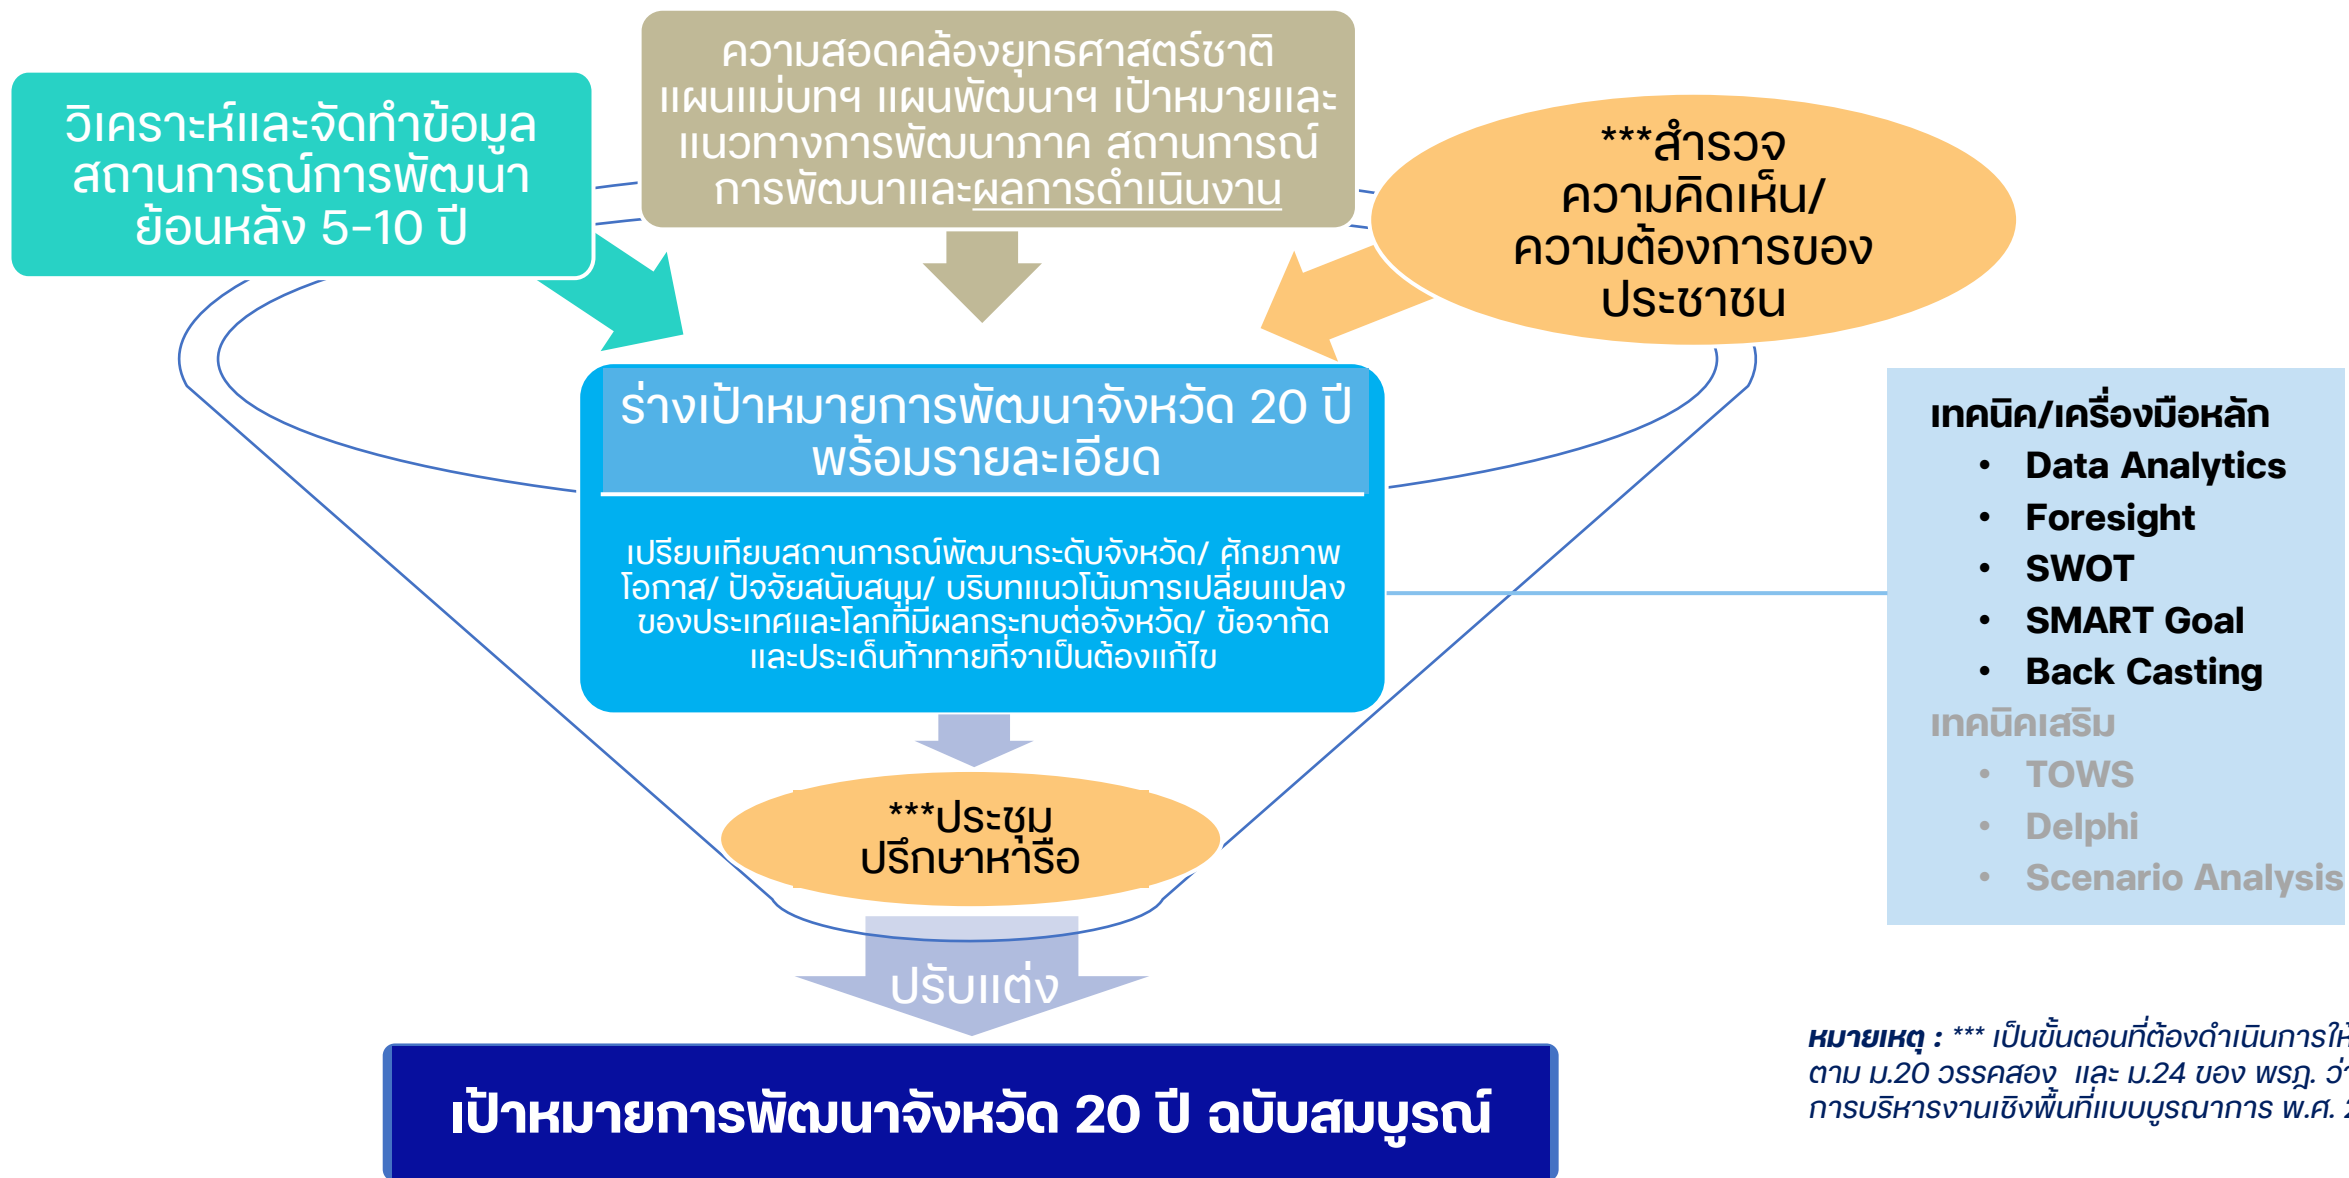 ความสอดคล้องยุทธศาสตร์ชาติ
แผนแม่บทฯ แผนพัฒนาฯ เป้าหมายและ
แนวทางการพัฒนาภาค สถานการณ์
การพัฒนาและผลการดำเนินงาน
วิเคราะห์และจัดทำข้อมูล
สถานการณ์การพัฒนา
ย้อนหลัง 5-10 ปี
***สำรวจ
ความคิดเห็น/
ความต้องการของ
ประชาชน
ร่างเป้าหมายการพัฒนาจังหวัด 20 ปี
พร้อมรายละเอียด
เปรียบเทียบสถานการณ์พัฒนาระดับจังหวัด/ ศักยภาพ
โอกาส/ ปัจจัยสนับสนุน/ บริบทแนวโน้มการเปลี่ยนแปลง
ของประเทศและโลกที่มีผลกระทบต่อจังหวัด/ ข้อจากัด
และประเด็นท้าทายที่จาเป็นต้องแก้ไข
เทคนิค/เครื่องมือหลัก
• Data Analytics
• Foresight
• SWOT
• SMART Goal
• Back Casting
เทคนิคเสริม
• TOWS
• Delphi
• Scenario Analysis
***ประชุม
ปรึกษาหารือ
ปรับแต่ง
เป้าหมายการพัฒนาจังหวัด 20 ปี ฉบับสมบูรณ์
หมายเหตุ : *** เป็นขั้นตอนที่ต้องดำเนินการให้
ตาม ม.20 วรรคสอง และ ม.24 ของ พรฎ. ว่า
การบริหารงานเชิงพื้นที่แบบบูรณาการ พ.ศ.